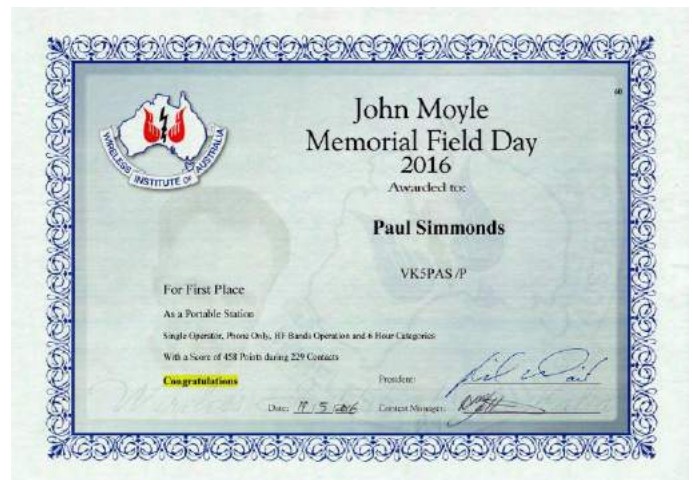 WIRELESS INSTITUTE OF AUSTRALIA
John Moyle
Memorial Field Day
2016
Awarded to:
Paul Simmonds
VK5PAS /P
For First Place
As a Portable Station
Single Operator, Phone Only, HF Bands Operation and 6 Hour Categories
With a Score of 458 Points during 229 Contacts
Congratulations
President:
Date: 19/5/2016 Contest Manager: